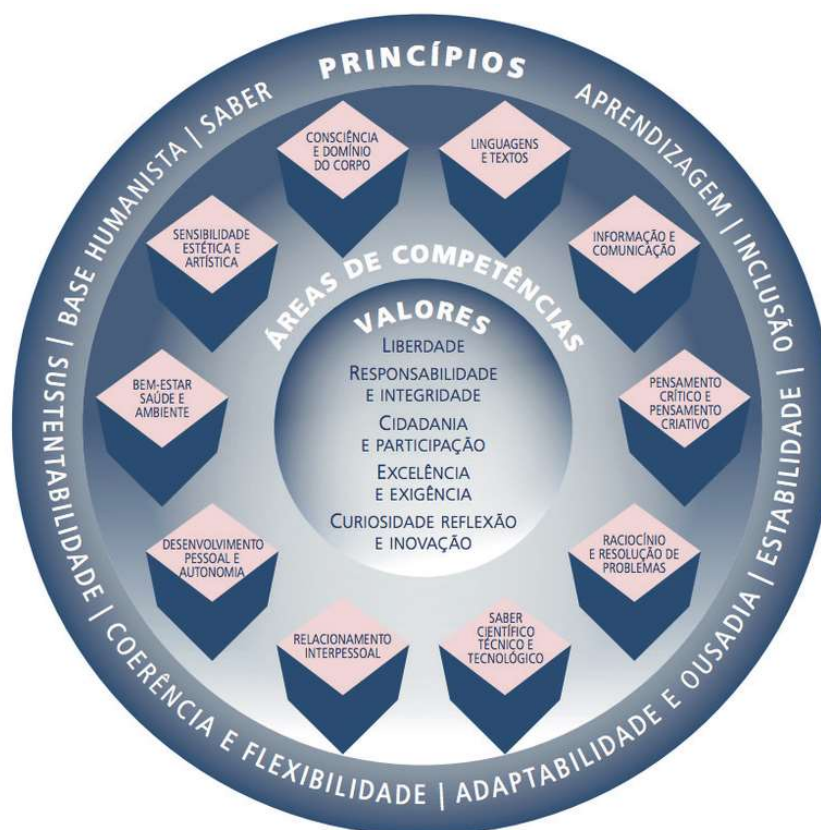 PRINCÍPIOS
APRENDIZAGEM | INCLUSÃO | ESTABILIDADE | ADAPTABILIDADE E OUSADIA | COERÊNCIA E FLEXIBILIDADE | SUSTENTABILIDADE | BASE HUMANISTA | SABER
CONSCIÊNCIA
E DOMÍNIO
DO CORPO
LINGUAGENS
E TEXTOS
INFORMAÇÃO E
COMUNICAÇÃO
PENSAMENTO
CRÍTICO E
PENSAMENTO
CRIATIVO
RACIOCÍNIO
E RESOLUÇÃO DE
PROBLEMAS
SABER
CIENTÍFICO
TÉCNICO E
TECNOLÓGICO
RELACIONAMENTO
INTERPESSOAL
DESENVOLVIMENTO
PESSOAL E
AUTONOMIA
BEM-ESTAR
SAÚDE E
AMBIENTE
SENSIBILIDADE
ESTÉTICA E
ARTÍSTICA
ÁREAS DE COMPETÊNCIAS
VALORES
LIBERDADE
RESPONSABILIDADE
E INTEGRIDADE
CIDADANIA
E PARTICIPAÇÃO
EXCELÊNCIA
E EXIGÊNCIA
CURIOSIDADE REFLEXÃO
E INOVAÇÃO